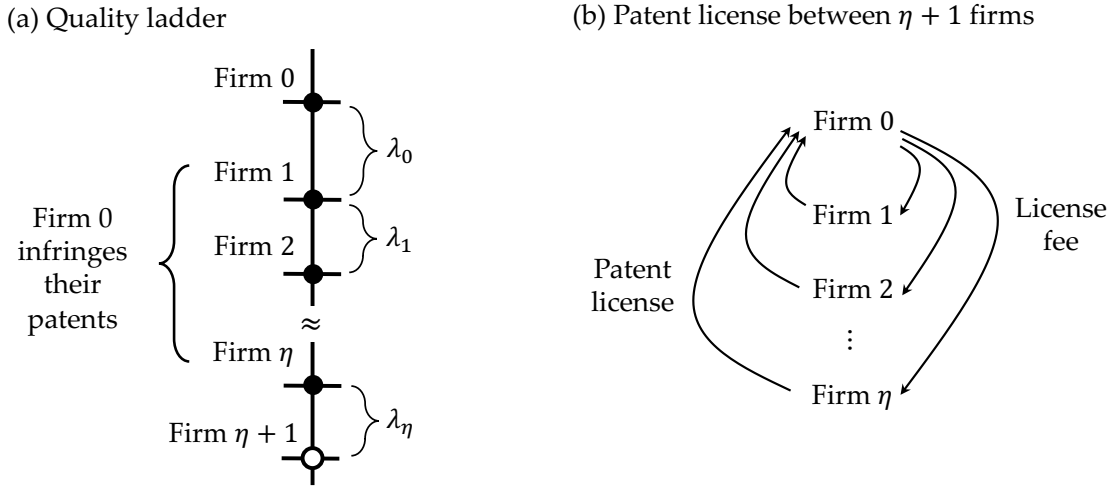 (a) Quality ladder
Firm 0
λ₀
Firm 1
Firm 0
infringes
their
patents
Firm 2
λ₁
≈
Firm η
λ_η
Firm η + 1
(b) Patent license between η + 1 firms
Firm 0
Firm 1
License
fee
Patent
license
Firm 2
⋮
Firm η